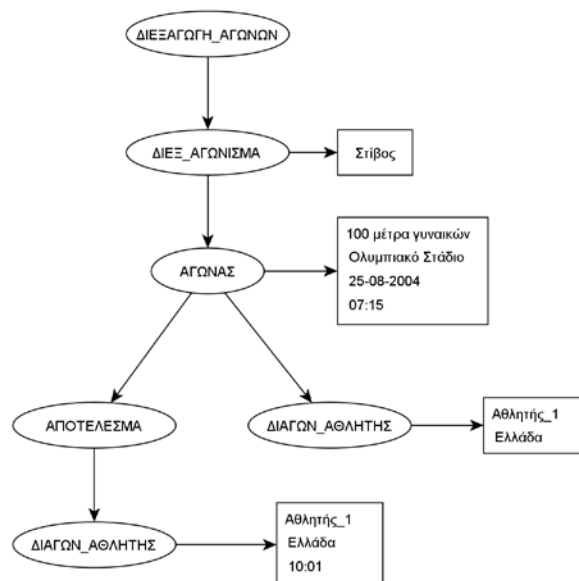 ΔΙΕΞΑΓΩΓΗ_ΑΓΩΝΩΝ
ΔΙΕΞ_ΑΓΩΝΙΣΜΑ
Στίβος
ΑΓΩΝΑΣ
100 μέτρα γυναικών
Ολυμπιακό Στάδιο
25-08-2004
07:15
ΑΠΟΤΕΛΕΣΜΑ
ΔΙΑΓΩΝ_ΑΘΛΗΤΗΣ
Αθλητής_1
Ελλάδα
ΔΙΑΓΩΝ_ΑΘΛΗΤΗΣ
Αθλητής_1
Ελλάδα
10:01